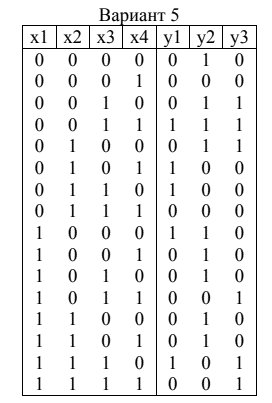 Вариант 5
x1 x2 x3 x4 y1 y2 y3
0 0 0 0 0 1 0
0 0 0 1 0 0 0
0 0 1 0 0 1 1
0 0 1 1 1 1 1
0 1 0 0 0 1 1
0 1 0 1 1 0 0
0 1 1 0 1 0 0
0 1 1 1 0 0 0
1 0 0 0 1 1 0
1 0 0 1 0 1 0
1 0 1 0 0 1 0
1 0 1 1 0 0 1
1 1 0 0 0 1 0
1 1 0 1 0 1 0
1 1 1 0 1 0 1
1 1 1 1 0 0 1